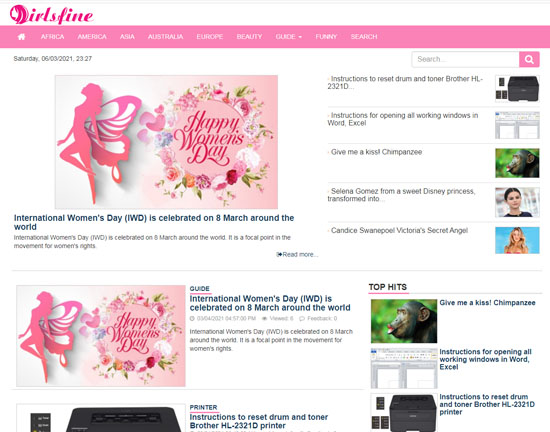 Girlsfine
AFRICA AMERICA ASIA AUSTRALIA EUROPE BEAUTY GUIDE FUNNY SEARCH
Saturday, 06/03/2021, 23:27
Search...
Happy
Women's
Day
International Women's Day (IWD) is celebrated on 8 March around the
world
International Women's Day (IWD) is celebrated on 8 March around the world. It is a focal point in the
movement for women's rights.
Read more...
Instructions to reset drum and toner Brother HL-
2321D...
Instructions for opening all working windows in
Word, Excel
Give me a kiss! Chimpanzee
Selena Gomez from a sweet Disney princess,
transformed into...
Candice Swanepoel Victoria's Secret Angel
Happy
Women's
Day
GUIDE
International Women's Day (IWD) is
celebrated on 8 March around the world
03/04/2021 04:57:00 PM Viewed: 6 Feedback: 0
International Women's Day (IWD) is celebrated on 8 March
around the world. It is a focal point in the movement for
women's rights.
PRINTER
Instructions to reset drum and toner
Brother HL-2321D printer
TOP HITS
Give me a kiss! Chimpanzee
Instructions for opening all
working windows in Word,
Excel
Instructions to reset drum
and toner Brother HL-2321D
printer